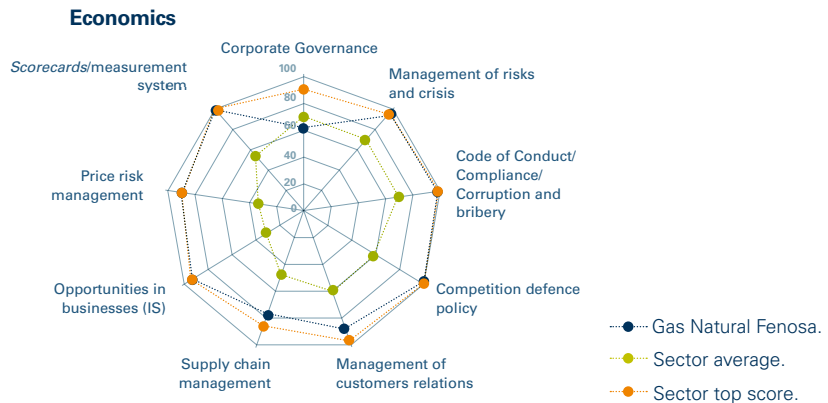 Economics
Corporate Governance
Scorecards/measurement
system
Management of risks
and crisis
100
80
60
40
20
0
Code of Conduct/
Compliance/
Corruption and
bribery
Price risk
management
Opportunities in
businesses (IS)
Competition defence
policy
Supply chain
management
Management of
customers relations
Gas Natural Fenosa.
Sector average.
Sector top score.